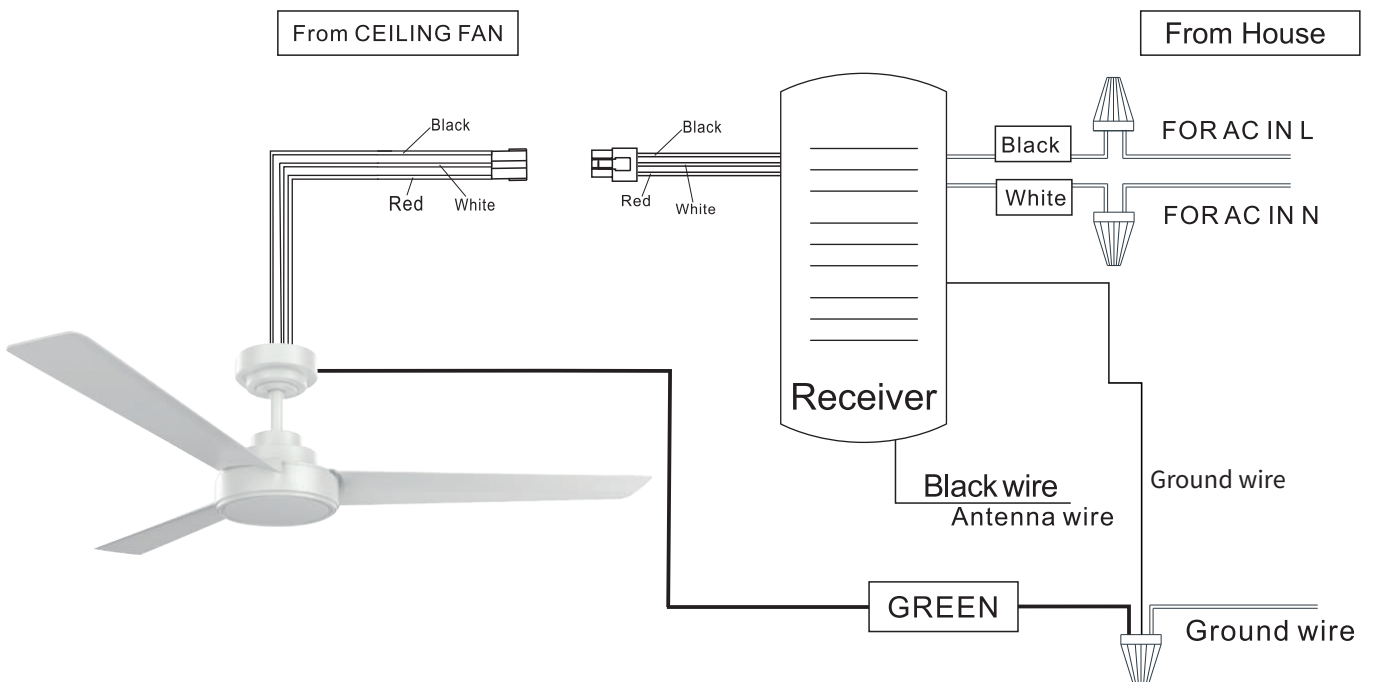 From CEILING FAN
From House
Black
Red
White
Black
Red
White
Black
White
FOR AC IN L
FOR AC IN N
Receiver
Black wire
Antenna wire
Ground wire
GREEN
Ground wire